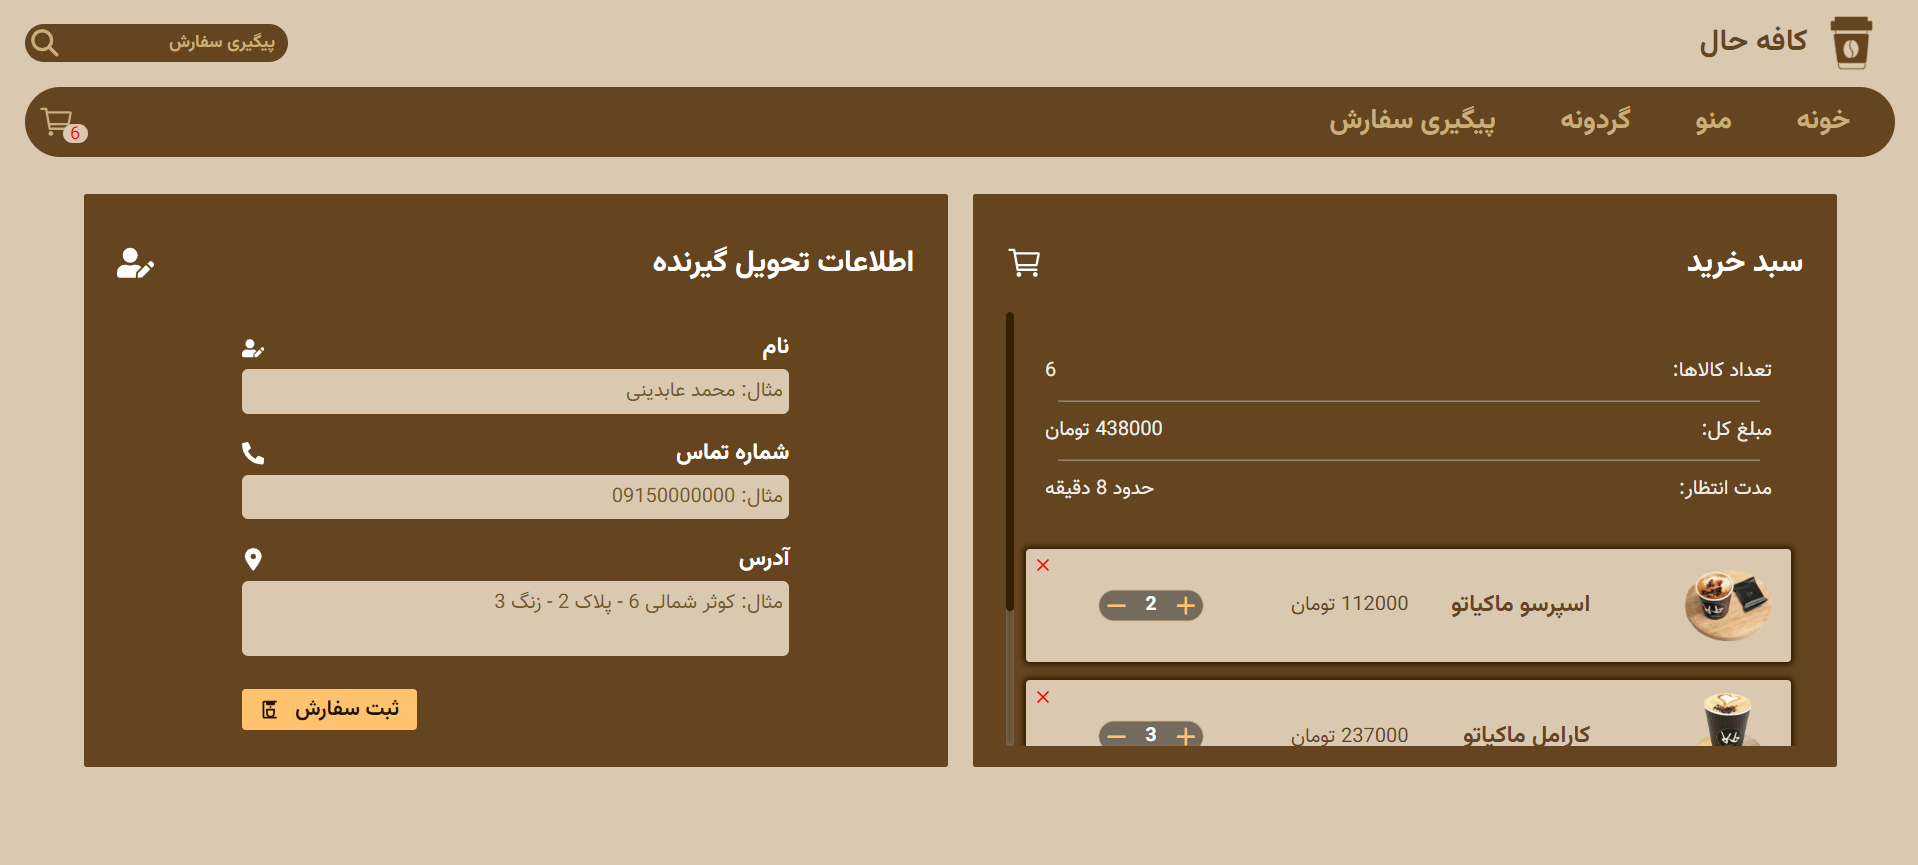 کافه حال
پیگیری سفارش
خونه
منو
گردونه
پیگیری سفارش
6
سبد خرید
تعداد کالاها: 6
مبلغ کل: 438000 تومان
مدت انتظار: حدود 8 دقیقه
اسپرسو ماکیاتو 112000 تومان + 2 −
کارامل ماکیاتو 237000 تومان + 3 −
اطلاعات تحویل گیرنده
نام
مثال: محمد عابدینی
شماره تماس
مثال: 09150000000
آدرس
مثال: کوثر شمالی 6 - پلاک 2 - زنگ 3
ثبت سفارش